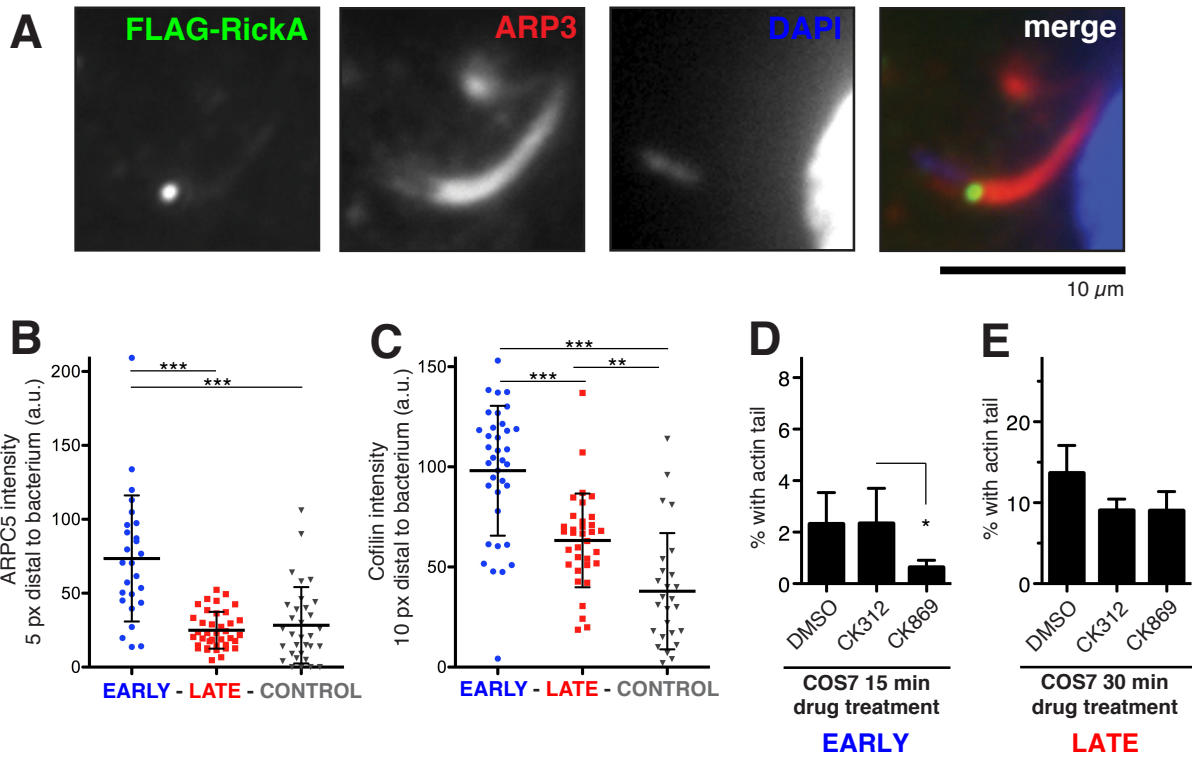 A
FLAG-RickA
ARP3
DAPI
merge
10 µm
B
ARPC5 intensity
5 px distal to bacterium (a.u.)
200
150
100
50
0
***
***
EARLY - LATE - CONTROL
C
Cofilin intensity
10 px distal to bacterium (a.u.)
150
100
50
0
***
***
**
EARLY - LATE - CONTROL
D
% with actin tail
8
6
4
2
0
*
DMSO
CK312
CK869
COS7 15 min
drug treatment
EARLY
E
% with actin tail
20
10
0
DMSO
CK312
CK869
COS7 30 min
drug treatment
LATE